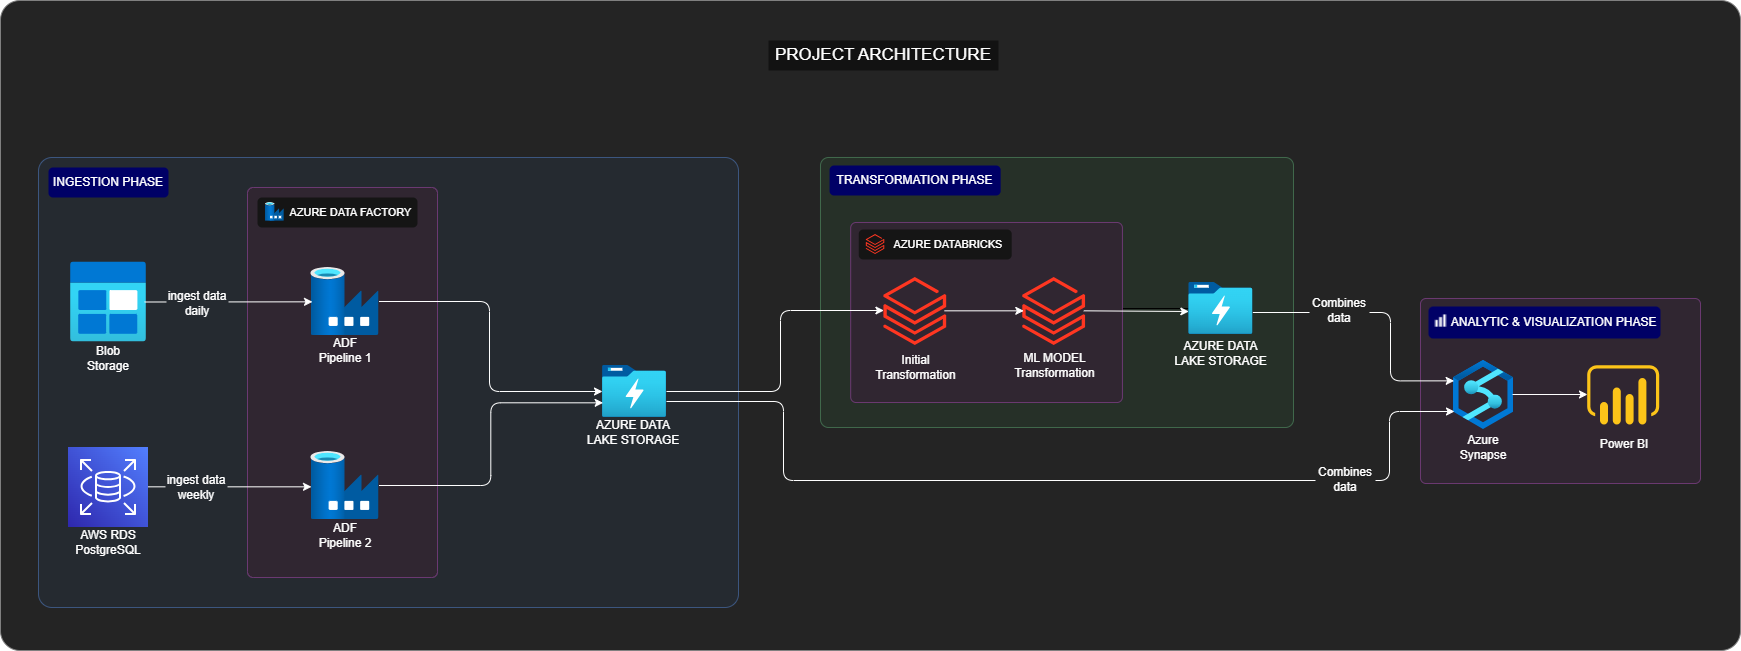 PROJECT ARCHITECTURE
INGESTION PHASE
AZURE DATA FACTORY
Blob
Storage
ingest data
daily
ADF
Pipeline 1
AWS RDS
PostgreSQL
ingest data
weekly
ADF
Pipeline 2
AZURE DATA
LAKE STORAGE
TRANSFORMATION PHASE
AZURE DATABRICKS
Initial
Transformation
ML MODEL
Transformation
AZURE DATA
LAKE STORAGE
Combines
data
Combines
data
ANALYTIC & VISUALIZATION PHASE
Azure
Synapse
Power BI